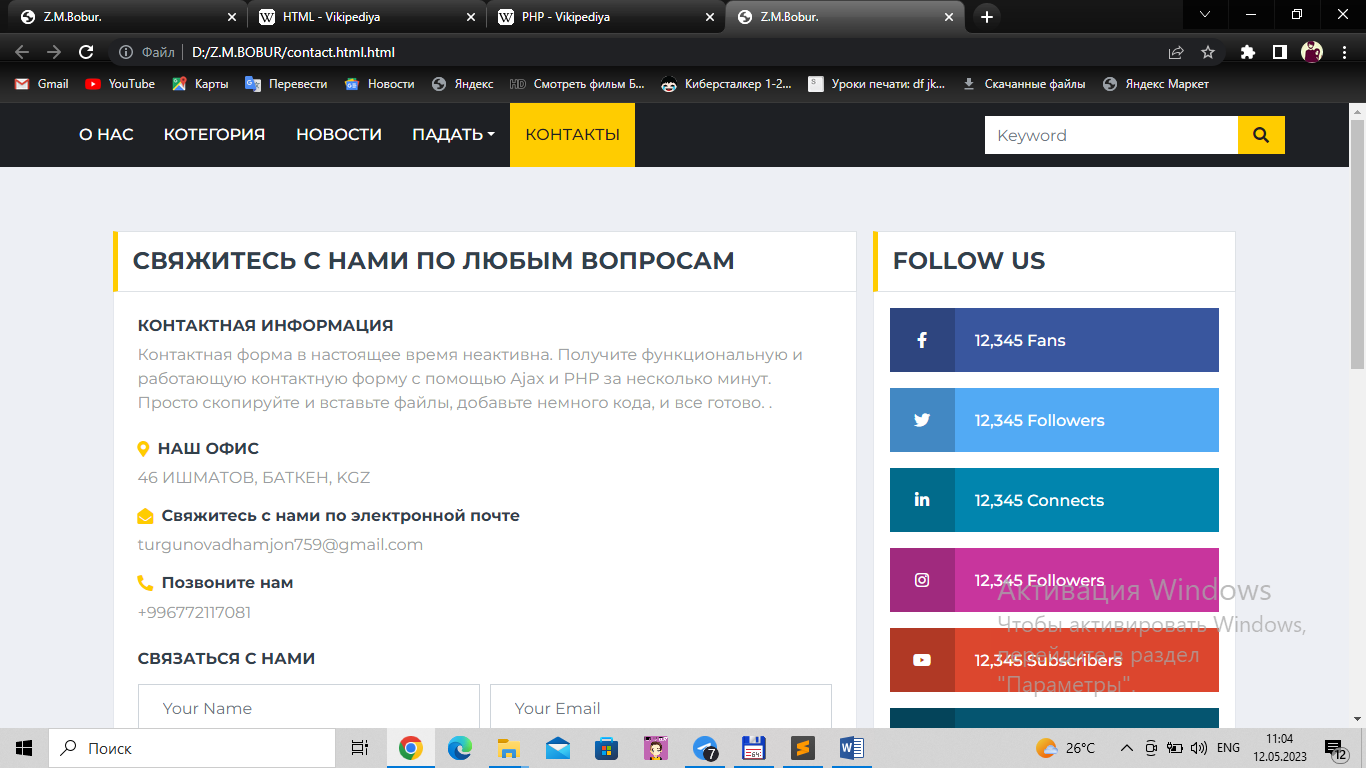 Z.M.Bobur.
HTML - Vikipediya
PHP - Vikipediya
Z.M.Bobur.
Файл
D:/Z.M.BOBUR/contact.html.html
Gmail
YouTube
Карты
Перевести
Новости
Яндекс
HD Смотреть фильм Б...
Киберсталкер 1-2...
Уроки печати: df jk...
Скачанные файлы
Яндекс Маркет
О НАС
КОТЕГОРИЯ
НОВОСТИ
ПАДАТЬ
КОНТАКТЫ
Keyword
СВЯЖИТЕСЬ С НАМИ ПО ЛЮБЫМ ВОПРОСАМ
КОНТАКТНАЯ ИНФОРМАЦИЯ
Контактная форма в настоящее время неактивна. Получите функциональную и
работающую контактную форму с помощью Ajax и PHP за несколько минут.
Просто скопируйте и вставьте файлы, добавьте немного кода, и все готово. .
НАШ ОФИС
46 ИШМАТОВ, БАТКЕН, KGZ
Свяжитесь с нами по электронной почте
turgunovadhamjon759@gmail.com
Позвоните нам
+996772117081
СВЯЗАТЬСЯ С НАМИ
Your Name
Your Email
FOLLOW US
12,345 Fans
12,345 Followers
12,345 Connects
12,345 Followers
12,345 Subscribers
Активация Windows
Чтобы активировать Windows,
перейдите в раздел
"Параметры".
Поиск
7
64
26°C
ENG
11:04
12.05.2023
12